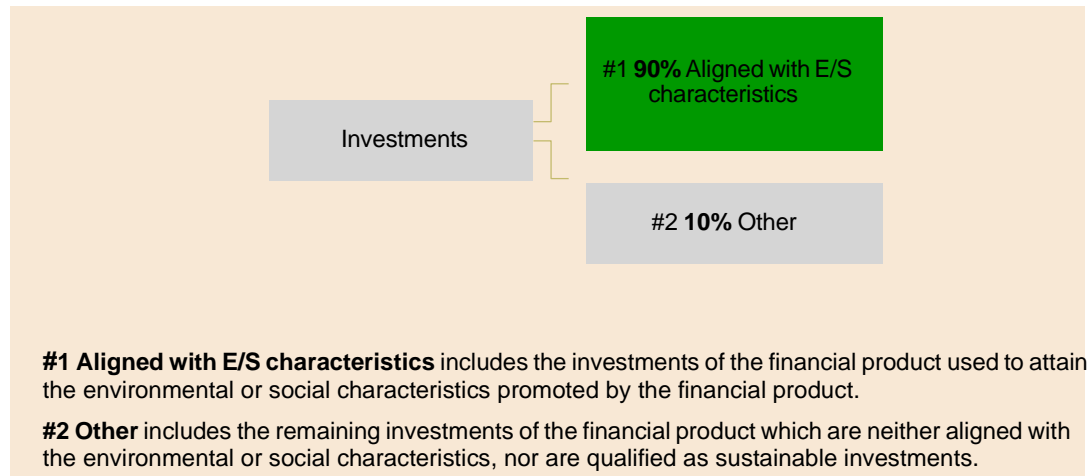 #1 90% Aligned with E/S
characteristics
Investments
#2 10% Other
#1 Aligned with E/S characteristics includes the investments of the financial product used to attain
the environmental or social characteristics promoted by the financial product.
#2 Other includes the remaining investments of the financial product which are neither aligned with
the environmental or social characteristics, nor are qualified as sustainable investments.